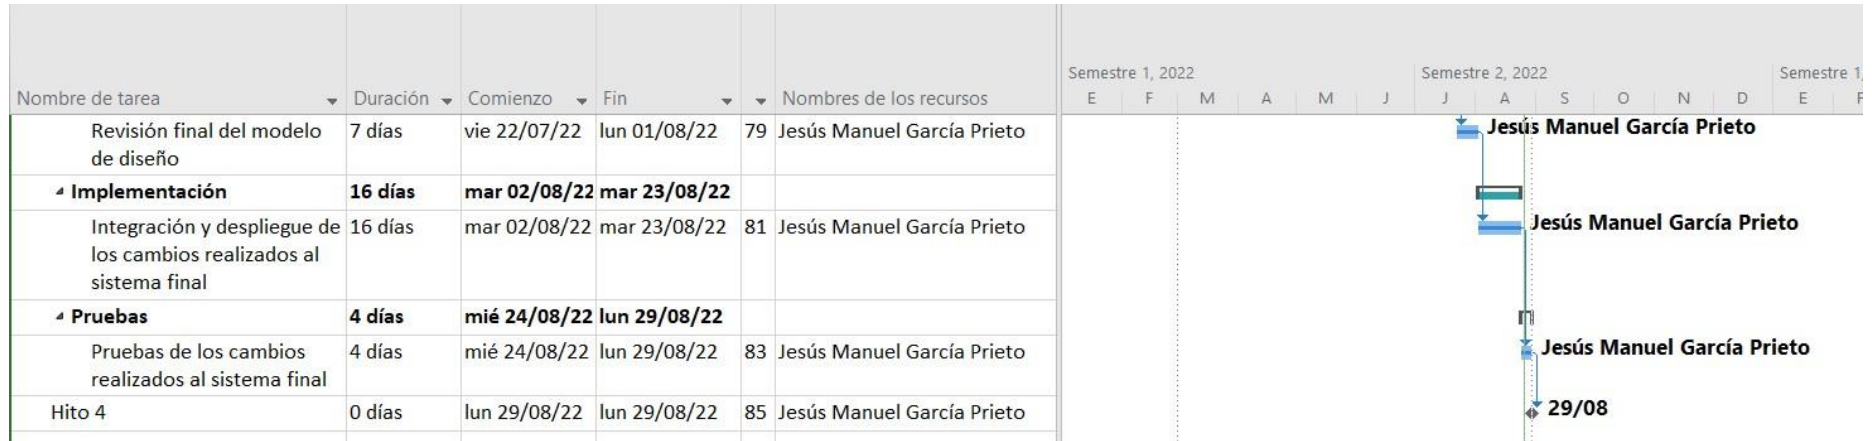 Semestre 1, 2022 Semestre 2, 2022 Semestre 1,
Nombre de tarea Duración Comienzo Fin Nombres de los recursos E F M A M J J A S O N D E F
Revisión final del modelo 7 días vie 22/07/22 lun 01/08/22 79 Jesús Manuel García Prieto Jesús Manuel García Prieto
de diseño
Implementación 16 días mar 02/08/22 mar 23/08/22
Integración y despliegue de 16 días mar 02/08/22 mar 23/08/22 81 Jesús Manuel García Prieto Jesús Manuel García Prieto
los cambios realizados al
sistema final
Pruebas 4 días mié 24/08/22 lun 29/08/22
Pruebas de los cambios 4 días mié 24/08/22 lun 29/08/22 83 Jesús Manuel García Prieto Jesús Manuel García Prieto
realizados al sistema final
Hito 4 0 días lun 29/08/22 lun 29/08/22 85 Jesús Manuel García Prieto 29/08